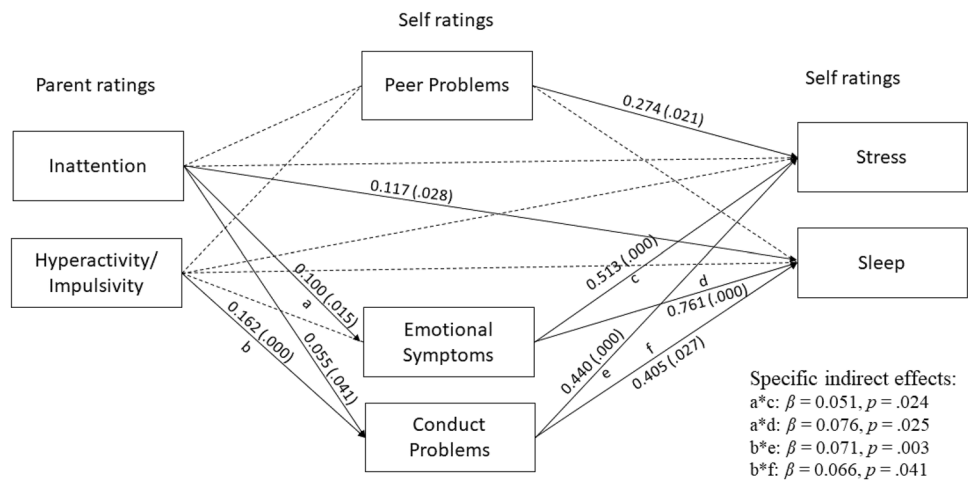 Self ratings
Parent ratings
Peer Problems
Self ratings
0.274 (.021)
Inattention
Stress
0.117 (.028)
Hyperactivity/
Impulsivity
Sleep
0.513 (.000)
c
d
0.761 (.000)
0.100 (.015)
a
0.162 (.000)
b
0.055 (.041)
Emotional
Symptoms
0.440 (.000)
e
f
0.405 (.027)
Conduct
Problems
Specific indirect effects:
a*c: β = 0.051, p = .024
a*d: β = 0.076, p = .025
b*e: β = 0.071, p = .003
b*f: β = 0.066, p = .041